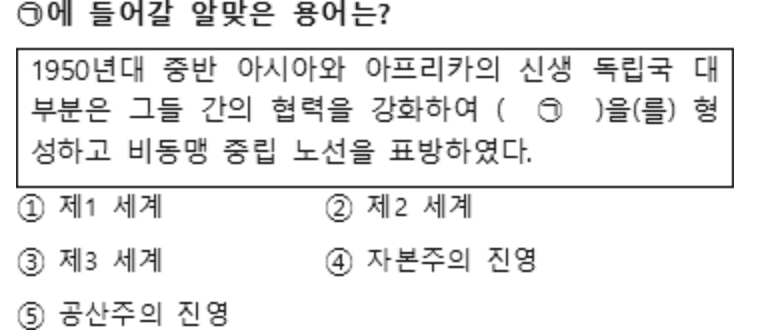 ㉠에 들어갈 알맞은 용어는?
1950년대 중반 아시아와 아프리카의 신생 독립국 대
부분은 그들 간의 협력을 강화하여 ( ㉠ )을(를) 형
성하고 비동맹 중립 노선을 표방하였다.
① 제1 세계 ② 제2 세계
③ 제3 세계 ④ 자본주의 진영
⑤ 공산주의 진영